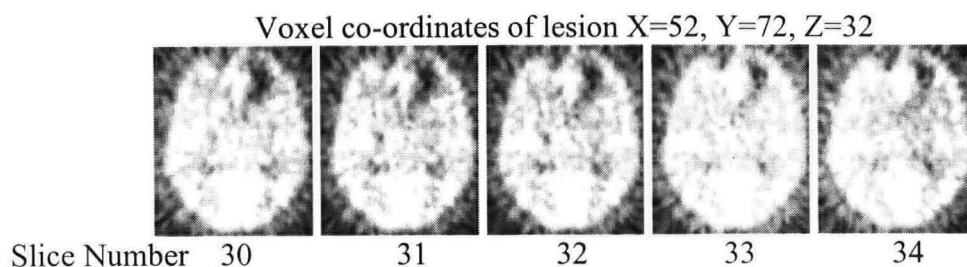 Voxel co-ordinates of lesion X=52, Y=72, Z=32
Slice Number 30 31 32 33 34